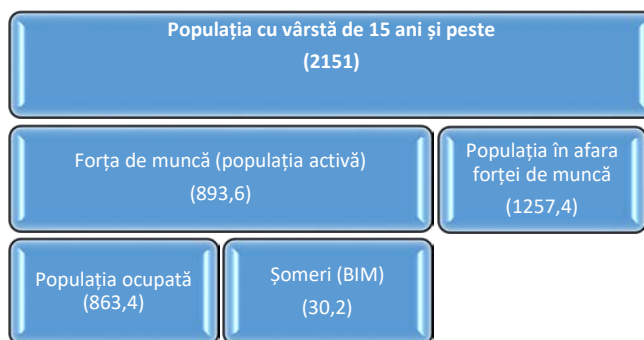 Populația cu vârstă de 15 ani și peste
(2151)
Forța de muncă (populația activă)
(893,6)
Populația în afara
forței de muncă
(1257,4)
Populația ocupată
(863,4)
Șomeri (BIM)
(30,2)